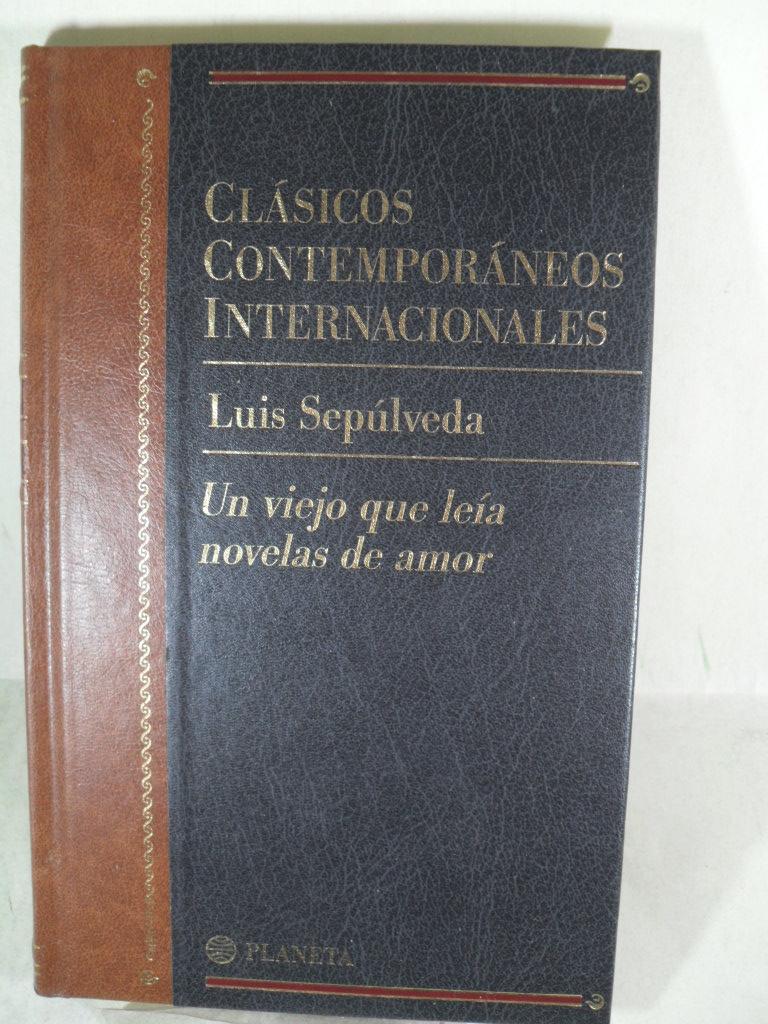 CLÁSICOS
CONTEMPORÁNEOS
INTERNACIONALES
Luis Sepúlveda
Un viejo que leía
novelas de amor
PLANETA